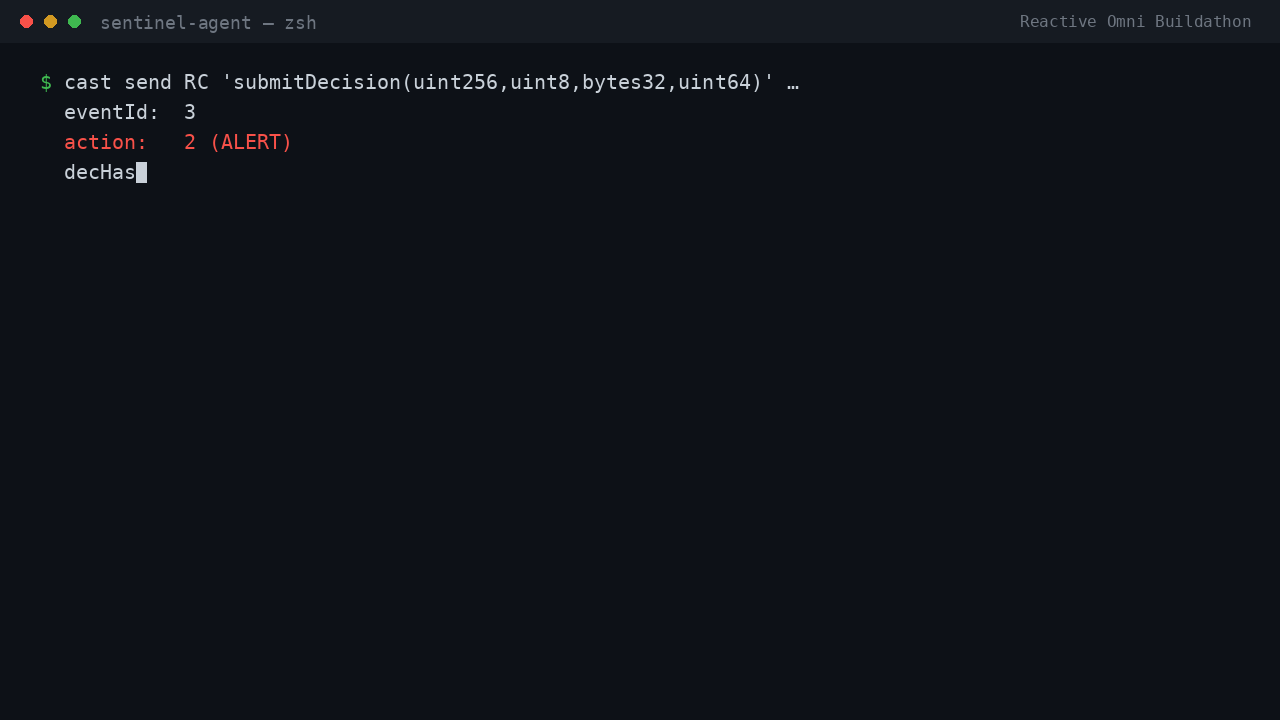 sentinel-agent — zsh
Reactive Omni Buildathon
$ cast send RC 'submitDecision(uint256,uint8,bytes32,uint64)' …
eventId:  3
action:   2 (ALERT)
decHas